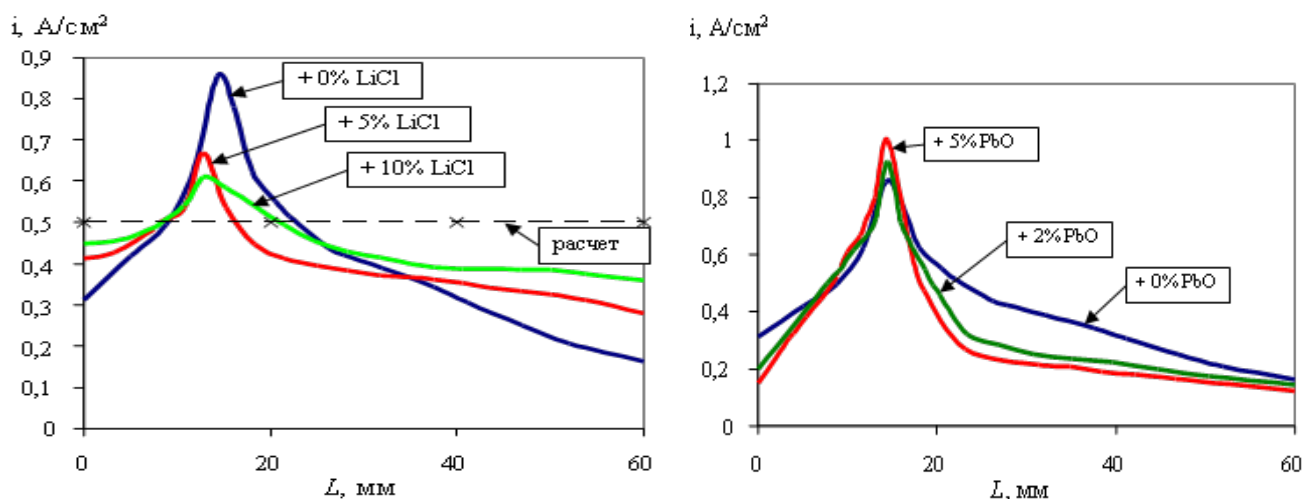 i, А/см²
0,9
0,8
0,7
0,6
0,5
0,4
0,3
0,2
0,1
0
+ 0% LiCl
+ 5% LiCl
+ 10% LiCl
расчет
0
20
40
60
L, мм
i, А/см²
1,2
1
0,8
0,6
0,4
0,2
0
+ 5%PbO
+ 2%PbO
+ 0%PbO
0
20
40
60
L, мм